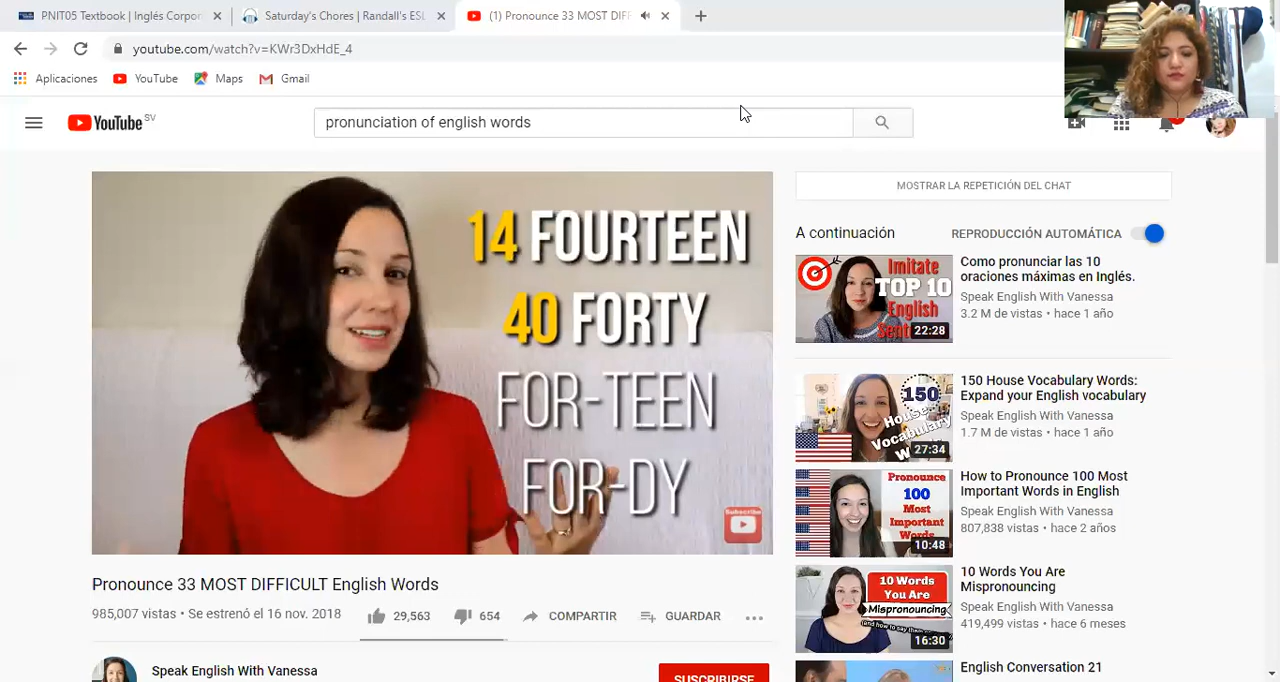 PNIT05 Textbook | Inglés Corpor
Saturday's Chores | Randall's ESL
(1) Pronounce 33 MOST DIFF
youtube.com/watch?v=KWr3DxHdE_4
Aplicaciones
YouTube
Maps
Gmail
YouTube SV
pronunciation of english words
14 FOURTEEN
40 FORTY
FOR-TEEN
FOR-DY
Subscribe
Pronounce 33 MOST DIFFICULT English Words
985,007 vistas • Se estrenó el 16 nov. 2018
29,563
654
COMPARTIR
GUARDAR
Speak English With Vanessa
SUSCRIBIRSE
MOSTRAR LA REPETICIÓN DEL CHAT
A continuación
REPRODUCCIÓN AUTOMÁTICA
Imitate
TOP 10
English
22:28
Como pronunciar las 10
oraciones máximas en Inglés.
Speak English With Vanessa
3.2 M de vistas • hace 1 año
150
House
Vocabulary
27:34
150 House Vocabulary Words:
Expand your English vocabulary
Speak English With Vanessa
1.7 M de vistas • hace 1 año
Pronounce
100
Most
Important
Words
10:48
How to Pronounce 100 Most
Important Words in English
Speak English With Vanessa
807,838 vistas • hace 2 años
10 Words
You Are
Mispronouncing
and how to say them
16:30
10 Words You Are
Mispronouncing
Speak English With Vanessa
419,499 vistas • hace 6 meses
English Conversation 21